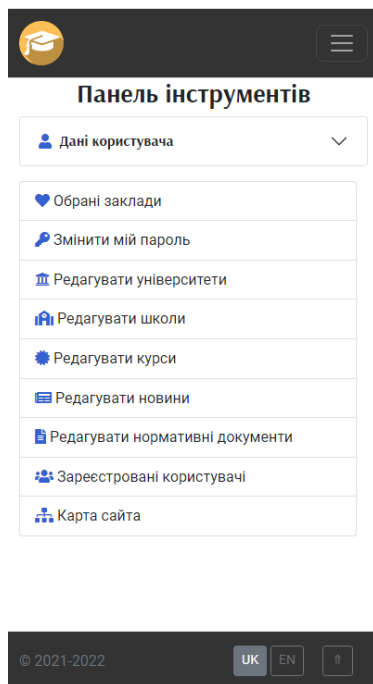 Панель інструментів
Дані користувача
Обрані заклади
Змінити мій пароль
Редагувати університети
Редагувати школи
Редагувати курси
Редагувати новини
Редагувати нормативні документи
Зареєстровані користувачі
Карта сайта
© 2021-2022 UK EN ⇧